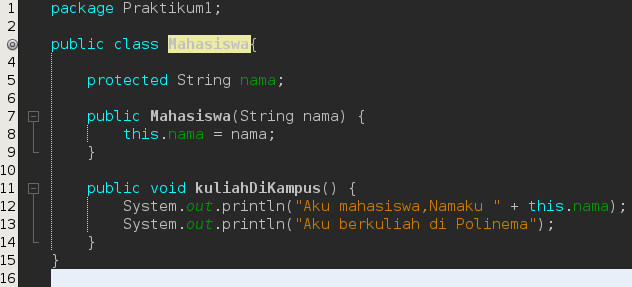 1 package Praktikum1;
2
public class Mahasiswa{
4
5 protected String nama;
6
7 public Mahasiswa(String nama) {
8 this.nama = nama;
9 }
10
11 public void kuliahDiKampus() {
12 System.out.println("Aku mahasiswa,Namaku " + this.nama);
13 System.out.println("Aku berkuliah di Polinema");
14 }
15 }
16